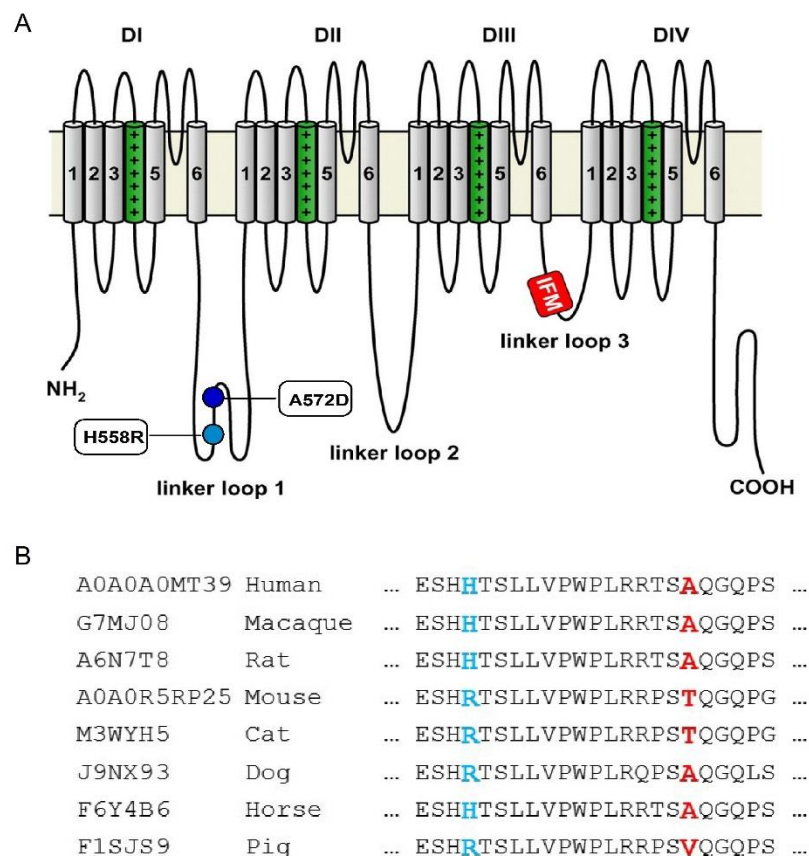 A
DI DII DIII DIV
1 2 3 + + + + + + + 5 6 1 2 3 + + + + + + + 5 6 1 2 3 + + + + + + + 5 6 1 2 3 + + + + + + + 5 6
IFM
linker loop 3
NH2
A572D
H558R
linker loop 2
linker loop 1
COOH
B
A0A0A0MT39 Human ... ESHHTSLLVPWPLRRTSAQGQPS ...
G7MJ08 Macaque ... ESHHTSLLVPWPLRRTSAQGQPS ...
A6N7T8 Rat ... ESHHTSLLVPWPLRRTSAQGQPS ...
A0A0R5RP25 Mouse ... ESHRTSLLVPWPLRRPSTQGQPG ...
M3WYH5 Cat ... ESHRTSLLVPWPLRRPSTQGQPG ...
J9NX93 Dog ... ESHRTSLLVPWPLRQPSAQGQLS ...
F6Y4B6 Horse ... ESHHTSLLVPWPLRRTSAQGQPS ...
F1SJS9 Pig ... ESHRTSLLVPWPLRRPSVQGQPS ...